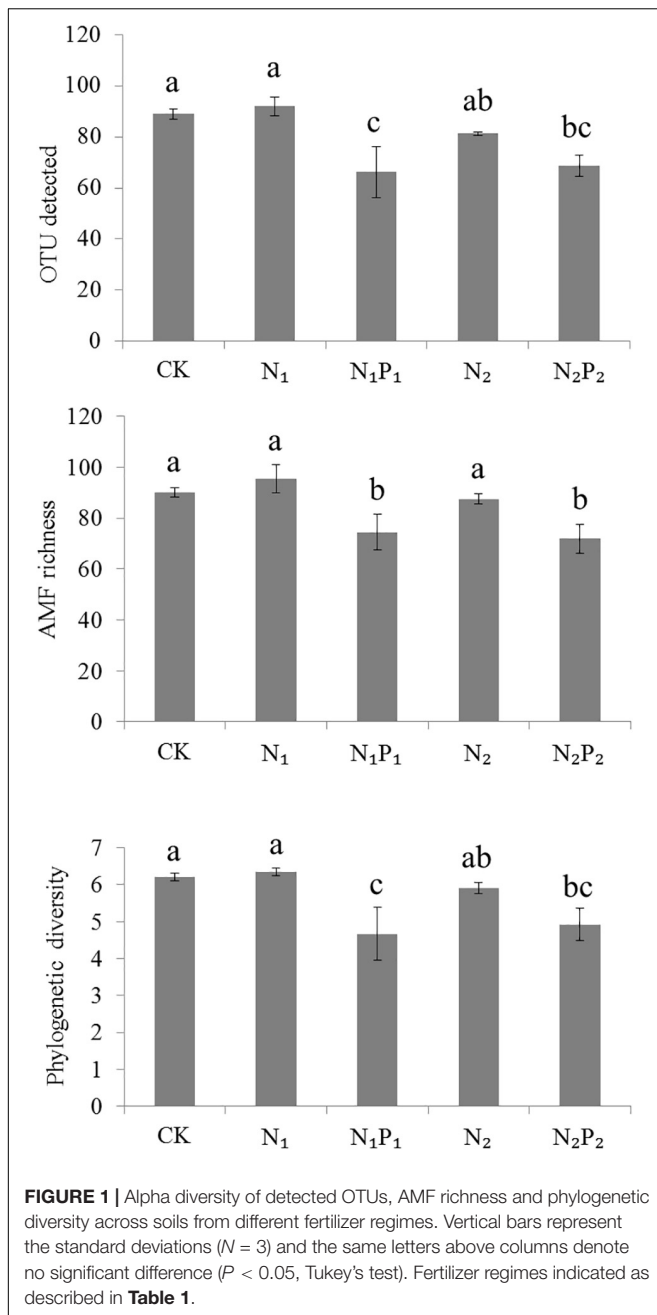 120
a a c ab bc
100
80
60
40
20
0
OTU detected
CK N₁ N₁P₁ N₂ N₂P₂
120
a a b a b
100
80
60
40
20
0
AMF richness
CK N₁ N₁P₁ N₂ N₂P₂
7
a a c ab bc
6
5
4
3
2
1
0
Phylogenetic diversity
CK N₁ N₁P₁ N₂ N₂P₂
FIGURE 1 | Alpha diversity of detected OTUs, AMF richness and phylogenetic
diversity across soils from different fertilizer regimes. Vertical bars represent
the standard deviations (N = 3) and the same letters above columns denote
no significant difference (P < 0.05, Tukey's test). Fertilizer regimes indicated as
described in Table 1.